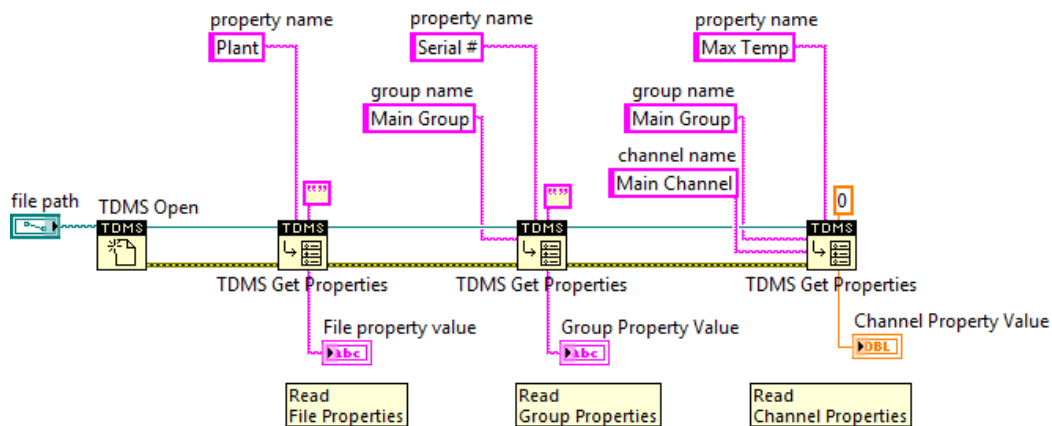 property name
property name
property name
Plant
Serial #
Max Temp
group name
group name
Main Group
Main Group
channel name
Main Channel
file path
TDMS Open
""
""
0
TDMS
TDMS
TDMS
TDMS
TDMS Get Properties
TDMS Get Properties
TDMS Get Properties
File property value
Group Property Value
Channel Property Value
abc
abc
DBL
Read
File Properties
Read
Group Properties
Read
Channel Properties